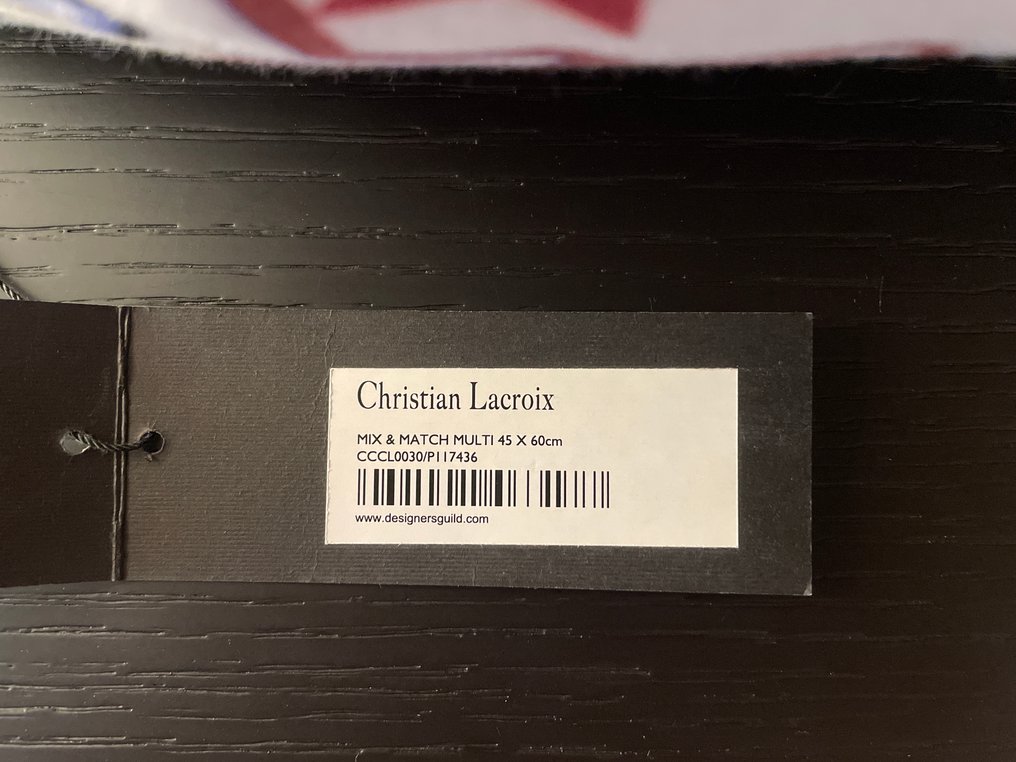 Christian Lacroix
MIX & MATCH MULTI 45 X 60cm
CCCL0030/P117436
www.designersguild.com